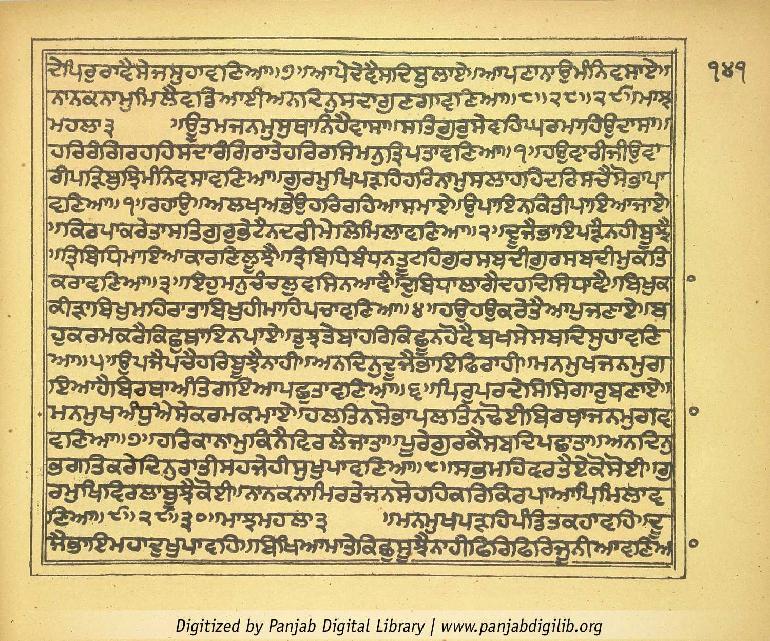 ੧੪੧
ਦੇਪਿਰੁਰਾਵੈਸੇਜਸੁਹਾਵਣਿਆ॥੭॥ਆਪੇਦੇਵੈਸਬਦਿਬੁਲਾਏ॥ਆਪਣਾਨਾਉਮੰਨਿਵਸਾਏ॥
ਨਾਨਕਨਾਮੁਮਿਲੈਵਡਿਆਈਅਨਦਿਨੁਸਦਾਗੁਣਗਾਵਣਿਆ॥੮॥੨੮॥੨੯॥ਮਾਝ
ਮਹਲਾ੩ ॥ਊਤਮਜਨਮੁਸੁਥਾਨਿਹੈਵਾਸਾ॥ਸਤਿਗੁਰੁਸੇਵਹਿਘਰਮਾਹਿਉਦਾਸਾ॥
ਹਰਿਰੰਗਿਰਹਹਿਸਦਾਰੰਗਿਰਾਤੇਹਰਿਰਸਿਮਨੁਤ੍ਰਿਪਤਾਵਣਿਆ॥੧॥ਹਉਵਾਰੀਜੀਉਵਾ
ਰੀਪੜਿਬੁਝਿਮੰਨਿਵਸਾਵਣਿਆ॥ਗੁਰਮੁਖਿਪੜਹਿਹਰਿਨਾਮੁਸਲਾਹਹਿਦਰਿਸਚੈਸੋਭਾਪਾ
ਵਣਿਆ॥੧॥ਰਹਾਉ॥ਅਲਖਅਭੇਉਹਰਿਰਹਿਆਸਮਾਏ॥ਉਪਾਇਨਕਿਤੀਪਾਇਆਜਾਏ
॥ਕਿਰਪਾਕਰੇਤਾਸਤਿਗੁਰੁਭੇਟੈਨਦਰੀਮੇਲਿਮਿਲਾਵਣਿਆ॥੨॥ਦੂਜੈਭਾਇਪੜੈਨਹੀਬੂਝੈ
॥ਤ੍ਰਿਬਿਧਿਮਾਇਆਕਾਰਣਿਲੂਝੈ॥ਤ੍ਰਿਬਿਧਿਬੰਧਨਤੂਟਹਿਗੁਰਸਬਦੀਗੁਰਸਬਦੀਮੁਕਤਿ
ਕਰਾਵਣਿਆ॥੩॥ਇਹੁਮਨੁਚੰਚਲੁਵਸਿਨਆਵੈ॥ਦੁਬਿਧਾਲਾਗੈਦਹਦਿਸਿਧਾਵੈ॥ਬਿਖੁਕਾ
ਕੀੜਾਬਿਖੁਮਹਿਰਾਤਾਬਿਖੁਹੀਮਾਹਿਪਚਾਵਣਿਆ॥੪॥ਹਉਹਉਕਰੇਤੈਆਪੁਜਣਾਏ॥ਬ
ਹੁਕਰਮਕਰੈਕਿਛੁਥਾਇਨਪਾਏ॥ਤੁਝਤੇਬਾਹਰਿਕਿਛੂਨਹੋਵੈਬਖਸੇਸਬਦਿਸੁਹਾਵਣਿ
ਆ॥੫॥ਉਪਜੈਪਚੈਹਰਿਬੂਝੈਨਾਹੀ॥ਅਨਦਿਨੁਦੂਜੈਭਾਇਫਿਰਾਹੀ॥ਮਨਮੁਖਜਨਮੁਗ
ਇਆਹੈਬਿਰਥਾਅੰਤਿਗਇਆਪਛੁਤਾਵਣਿਆ॥੬॥ਪਿਰੁਪਰਦੇਸਿਸਿਗਾਰੁਬਣਾਏ॥
ਮਨਮੁਖਅੰਧੁਐਸੇਕਰਮਕਮਾਏ॥ਹਲਤਿਨਸੋਭਾਪਲਤਿਨਢੋਈਬਿਰਥਾਜਨਮੁਗਵਾ
ਵਣਿਆ॥੭॥ਹਰਿਕਾਨਾਮੁਕਿਨੈਵਿਰਲੈਜਾਤਾ॥ਪੂਰੇਗੁਰਕੈਸਬਦਿਪਛਾਤਾ॥ਅਨਦਿਨੁ
ਭਗਤਿਕਰੇਦਿਨੁਰਾਤੀਸਹਜੇਹੀਸੁਖੁਪਾਵਣਿਆ॥੮॥ਸਭਮਹਿਵਰਤੈਏਕੋਸੋਈ॥ਗੁ
ਰਮੁਖਿਵਿਰਲਾਬੂਝੈਕੋਈ॥ਨਾਨਕਨਾਮਿਰਤੇਜਨਸੋਹਹਿਕਰਿਕਿਰਪਾਆਪਿਮਿਲਾਵ
ਣਿਆ॥੯॥੨੯॥੩੦॥ਮਾਝਮਹਲਾ੩ ॥ਮਨਮੁਖਪੜਹਿਪੰਡਿਤਕਹਾਵਹਿ॥ਦੂ
ਜੈਭਾਇਮਹਾਦੁਖੁਪਾਵਹਿ॥ਬਿਖਿਆਮਾਤੇਕਿਛੁਸੂਝੈਨਾਹੀਫਿਰਿਫਿਰਿਜੂਨੀਆਵਣਿਆ
Digitized by Panjab Digital Library | www.panjabdigilib.org